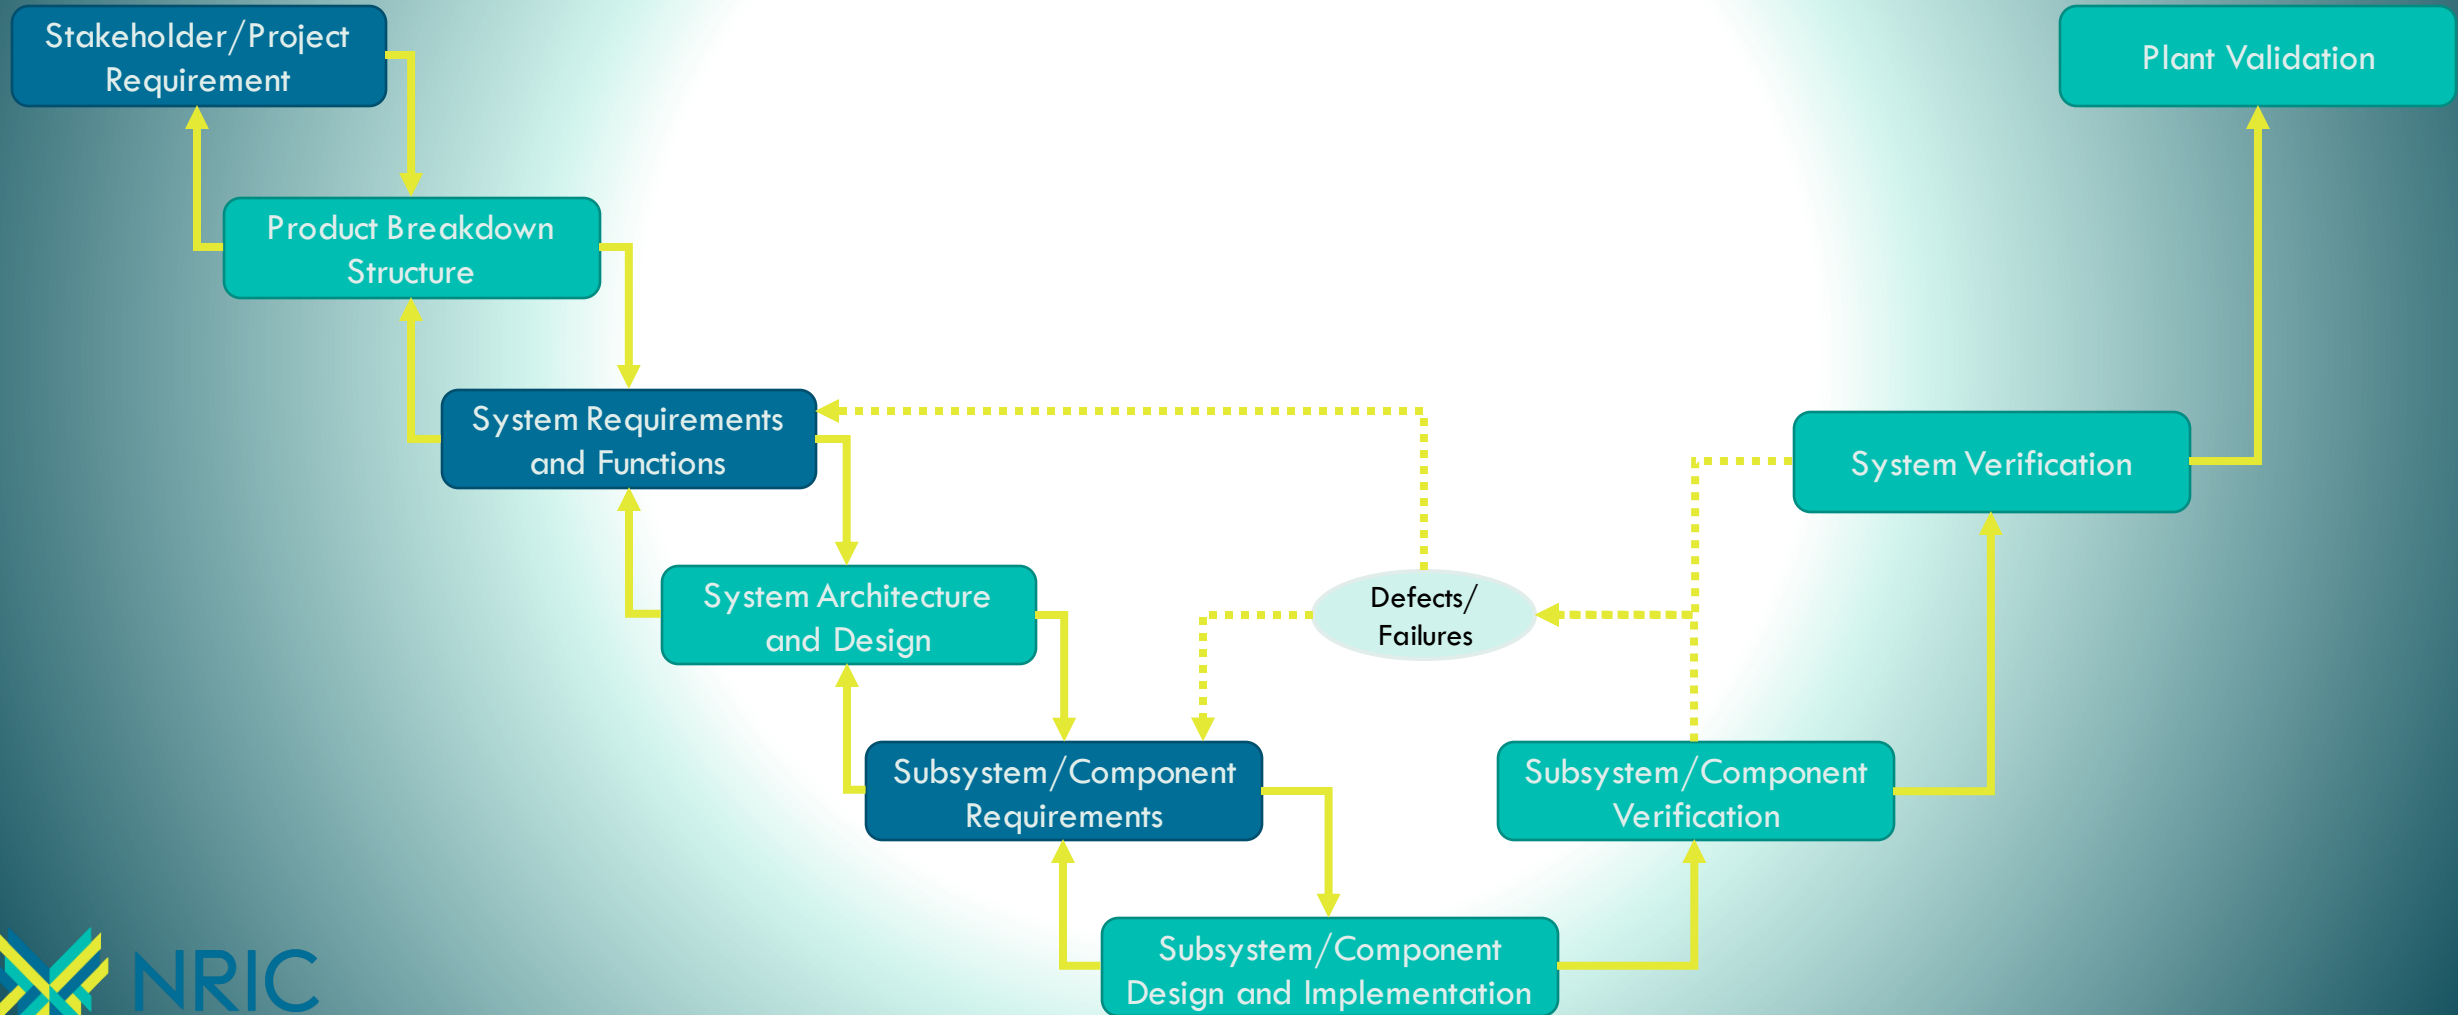 Stakeholder/Project
Requirement
Plant Validation
Product Breakdown
Structure
System Requirements
and Functions
System Verification
System Architecture
and Design
Defects/
Failures
Subsystem/Component
Requirements
Subsystem/Component
Verification
Subsystem/Component
Design and Implementation
NRIC